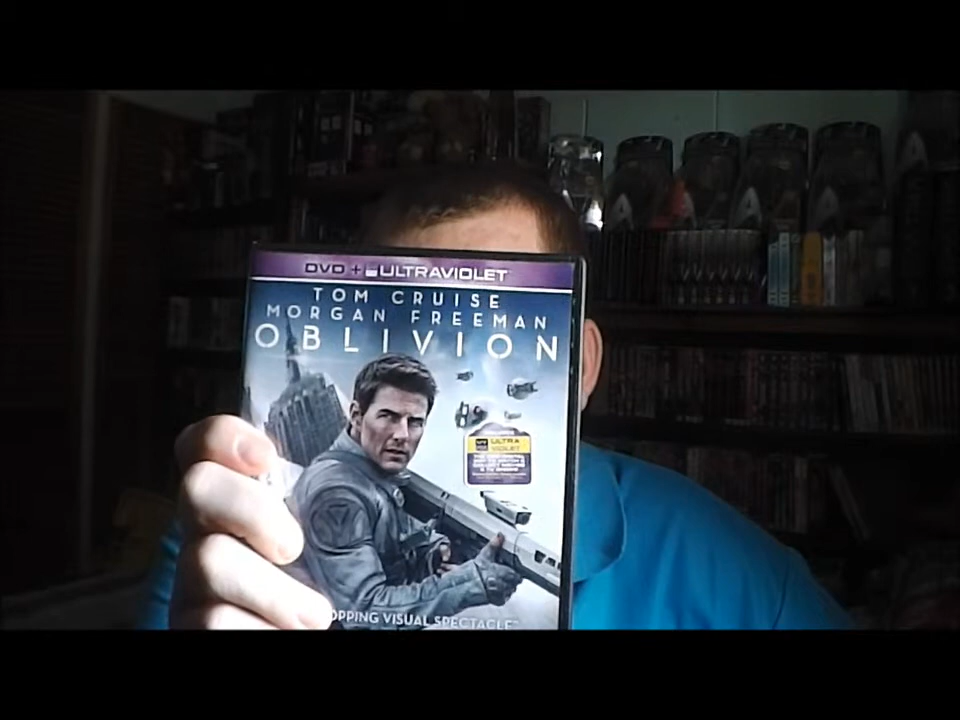 DVD + ULTRAVIOLET
TOM CRUISE
MORGAN FREEMAN
OBLIVION
ULTRA
VIOLET
OPPING VISUAL SPECTACLE"